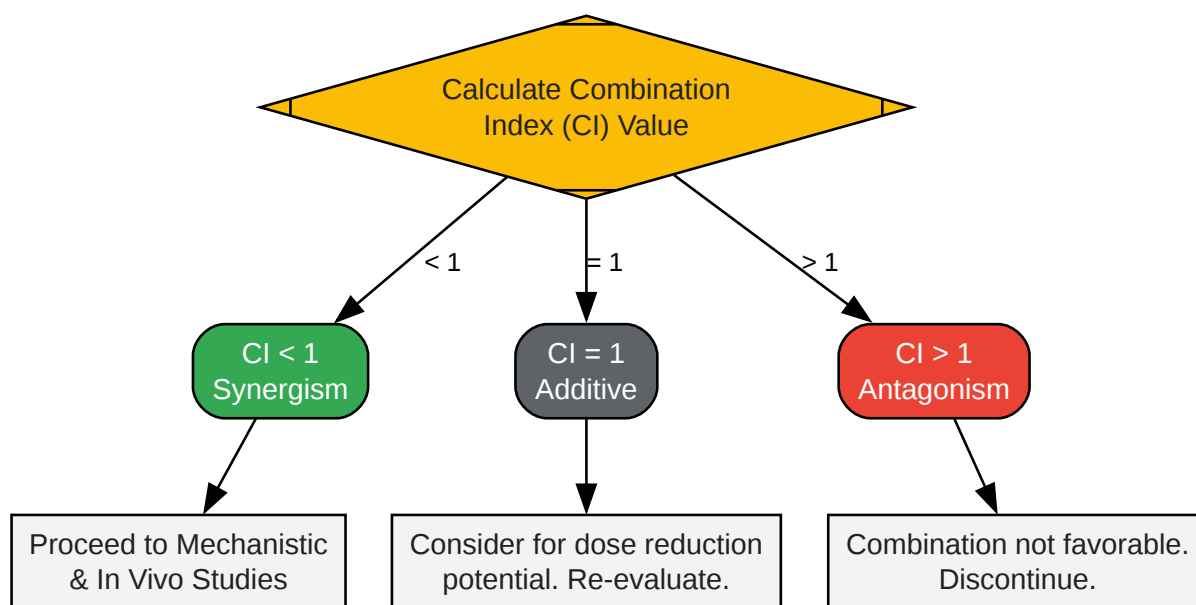 Calculate Combination
Index (CI) Value
< 1
= 1
> 1
CI < 1
Synergism
CI = 1
Additive
CI > 1
Antagonism
Proceed to Mechanistic
& In Vivo Studies
Consider for dose reduction
potential. Re-evaluate.
Combination not favorable.
Discontinue.